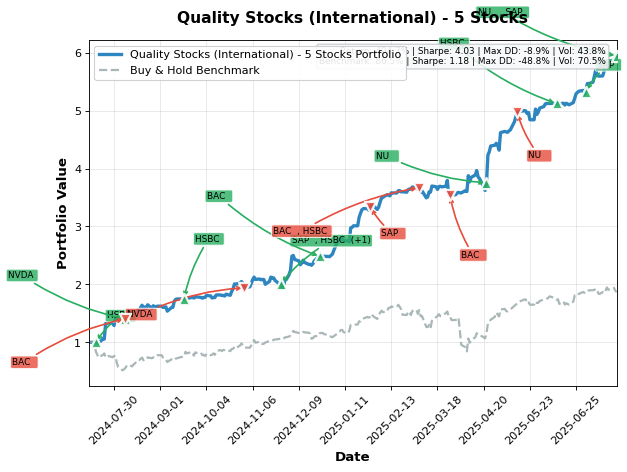 Quality Stocks (International) - 5 Stocks
NU
SAP
HSBC
Quality Stocks (International) - 5 Stocks Portfolio
Buy & Hold Benchmark
| Sharpe: 4.03 | Max DD: -8.9% | Vol: 43.8%
| Sharpe: 1.18 | Max DD: -48.8% | Vol: 70.5%
NU
NU
BAC
HSBC
BAC , HSBC
SAP , HSBC (+1)
SAP
BAC
NVDA
NVDA
BAC
Portfolio Value
6
5
4
3
2
1
2024-07-30
2024-09-01
2024-10-04
2024-11-06
2024-12-09
2025-01-11
2025-02-13
2025-03-18
2025-04-20
2025-05-23
2025-06-25
Date